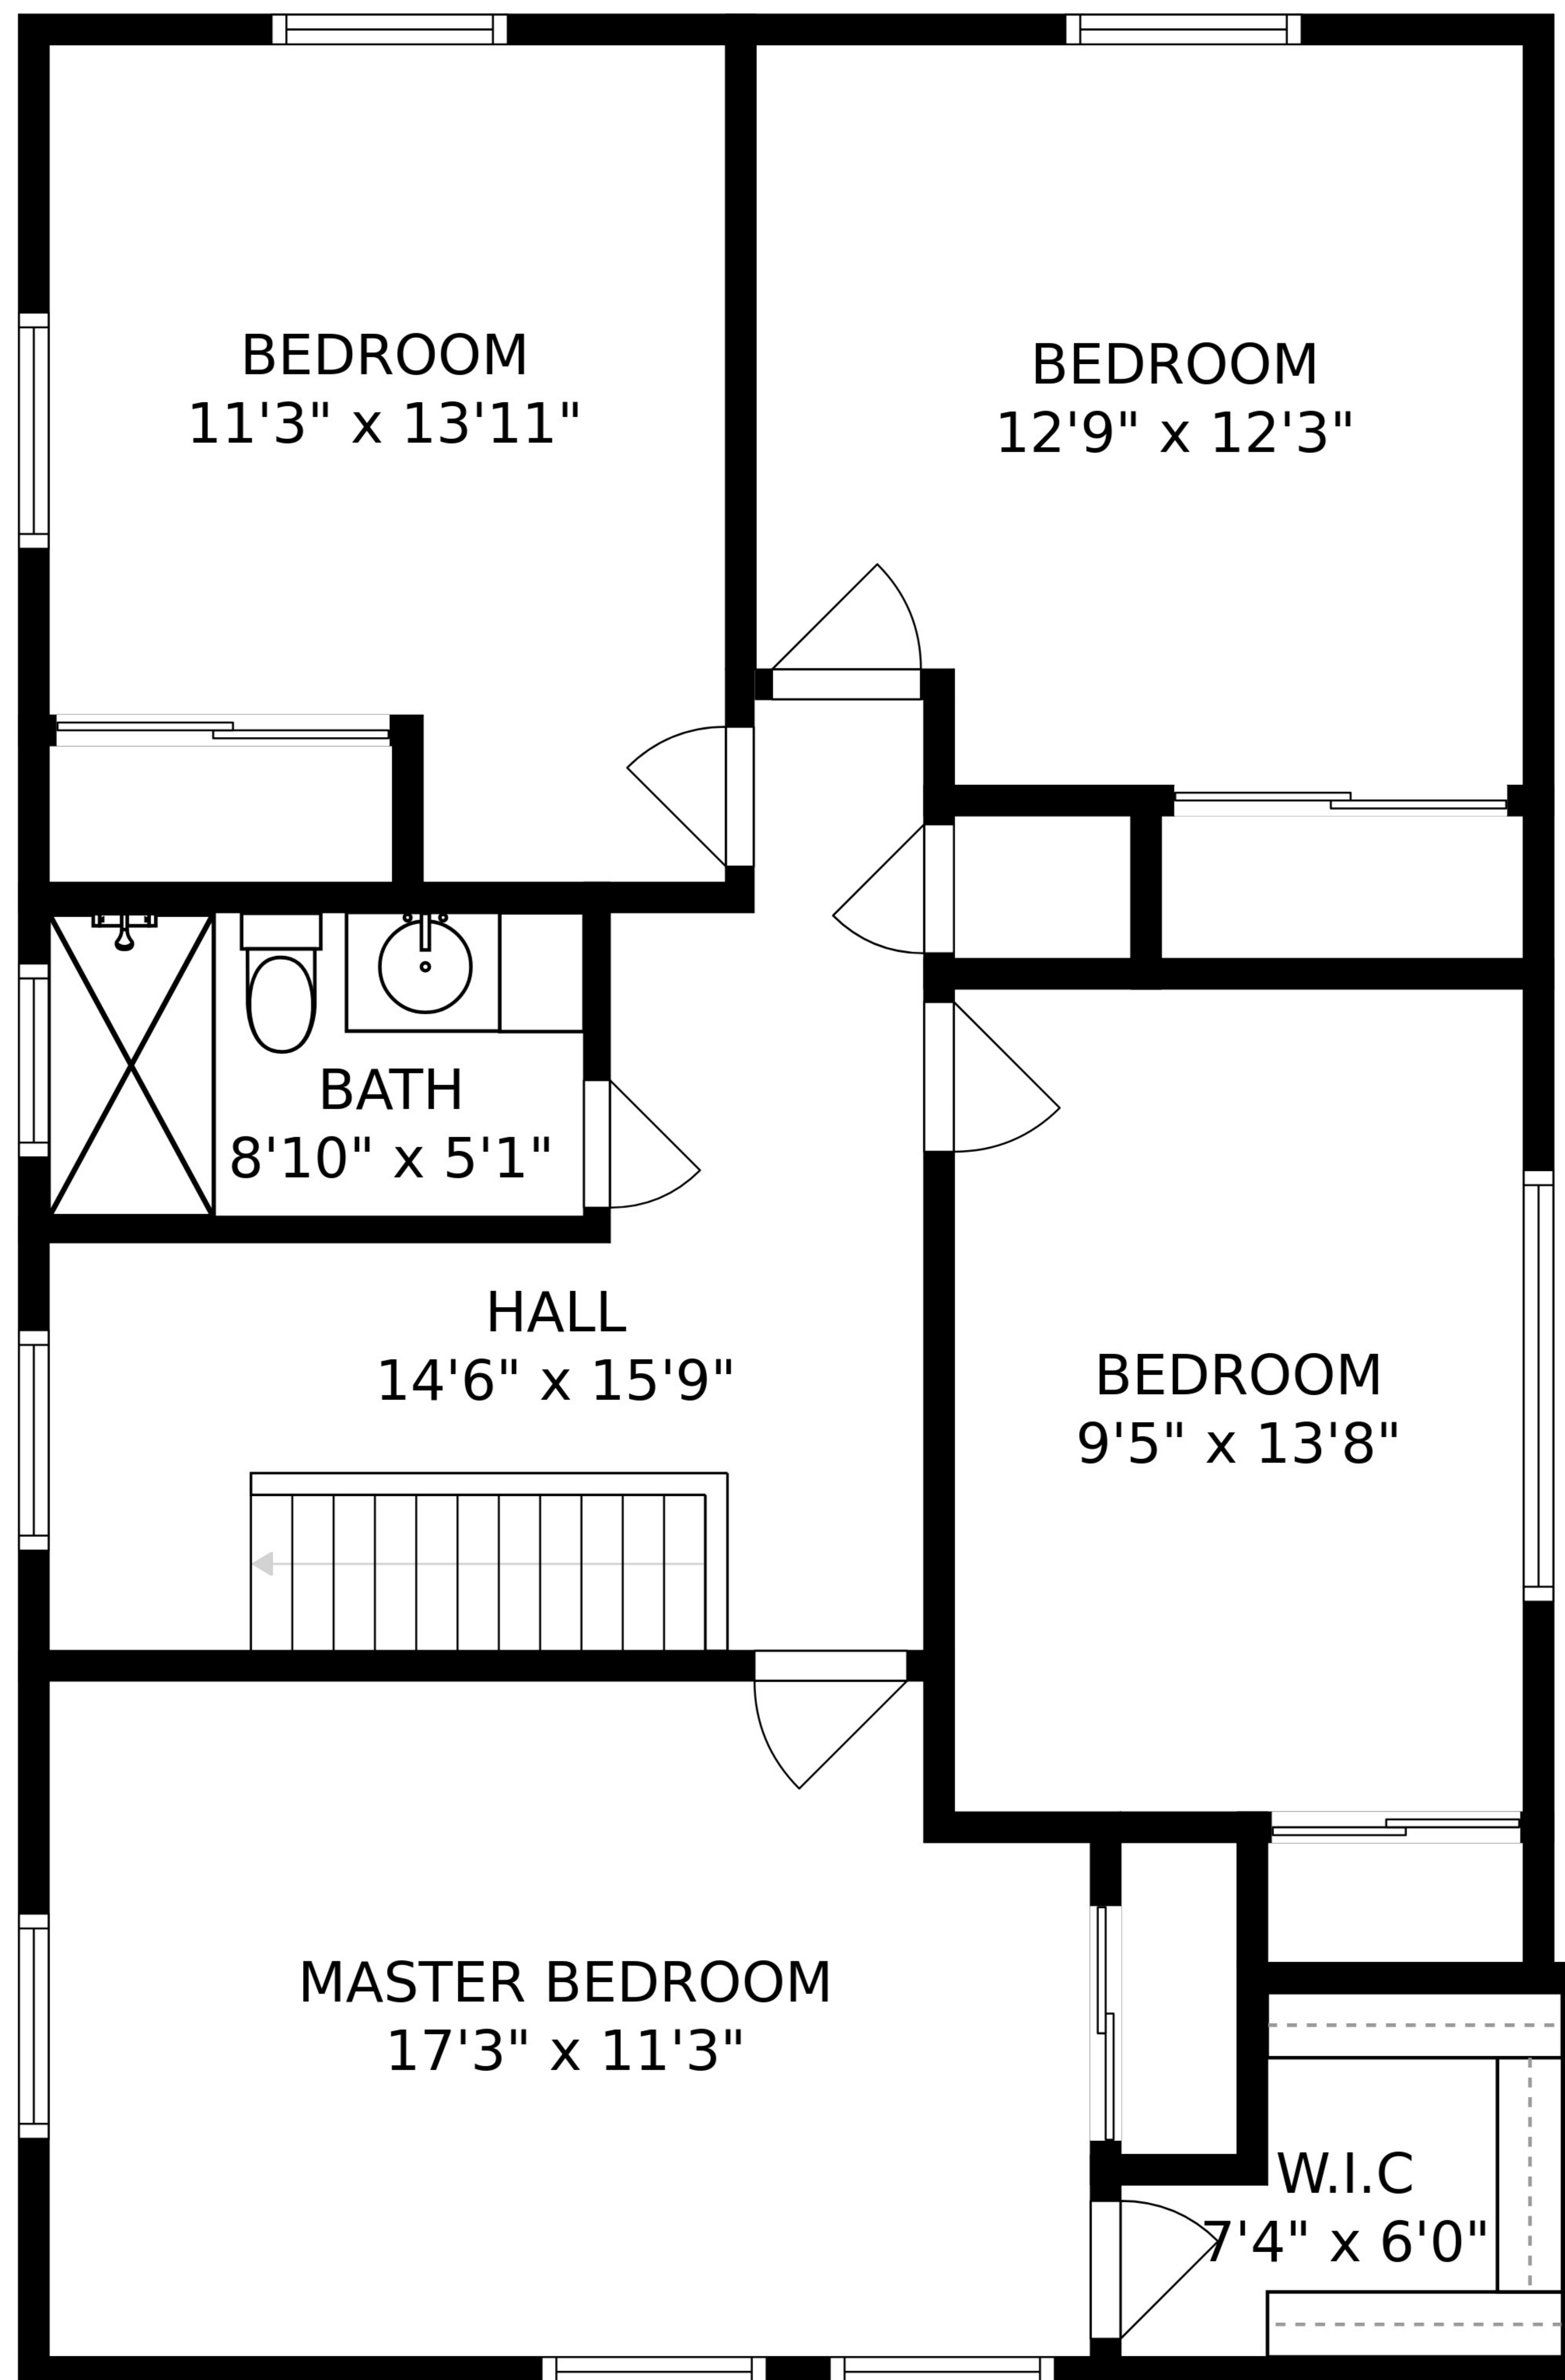 BEDROOM
11'3" x 13'11"
BEDROOM
12'9" x 12'3"
BATH
8'10" x 5'1"
HALL
14'6" x 15'9"
BEDROOM
9'5" x 13'8"
MASTER BEDROOM
17'3" x 11'3"
W.I.C
7'4" x 6'0"